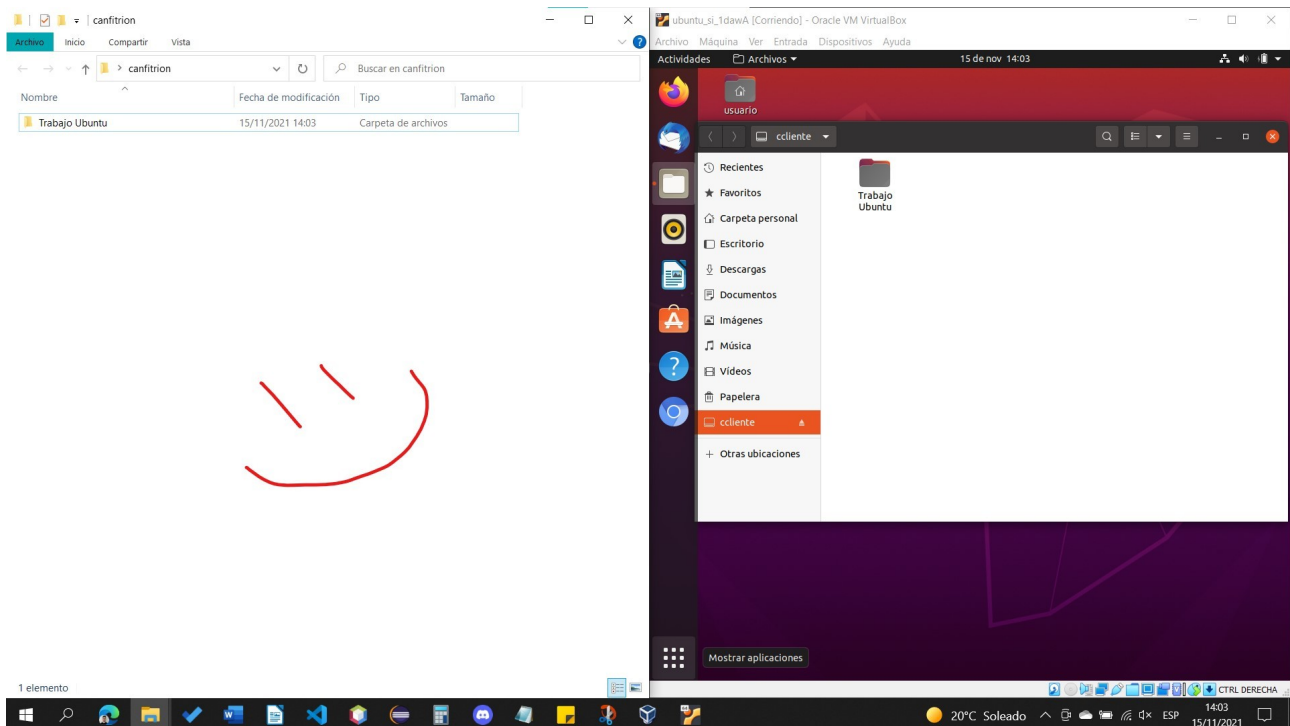 canfitrion
Archivo Inicio Compartir Vista
canfitrion
Buscar en canfitrion
Nombre Fecha de modificación Tipo Tamaño
Trabajo Ubuntu 15/11/2021 14:03 Carpeta de archivos
1 elemento
ubuntu_si_1dawA [Corriendo] - Oracle VM VirtualBox
Archivo Máquina Ver Entrada Dispositivos Ayuda
Actividades Archivos 15 de nov 14:03
usuario
ccliente
Recientes
Favoritos
Carpeta personal
Escritorio
Descargas
Documentos
Imágenes
Música
Vídeos
Papelera
ccliente
+ Otras ubicaciones
Trabajo
Ubuntu
Mostrar aplicaciones
CTRL DERECHA
20°C Soleado ESP 14:03
15/11/2021